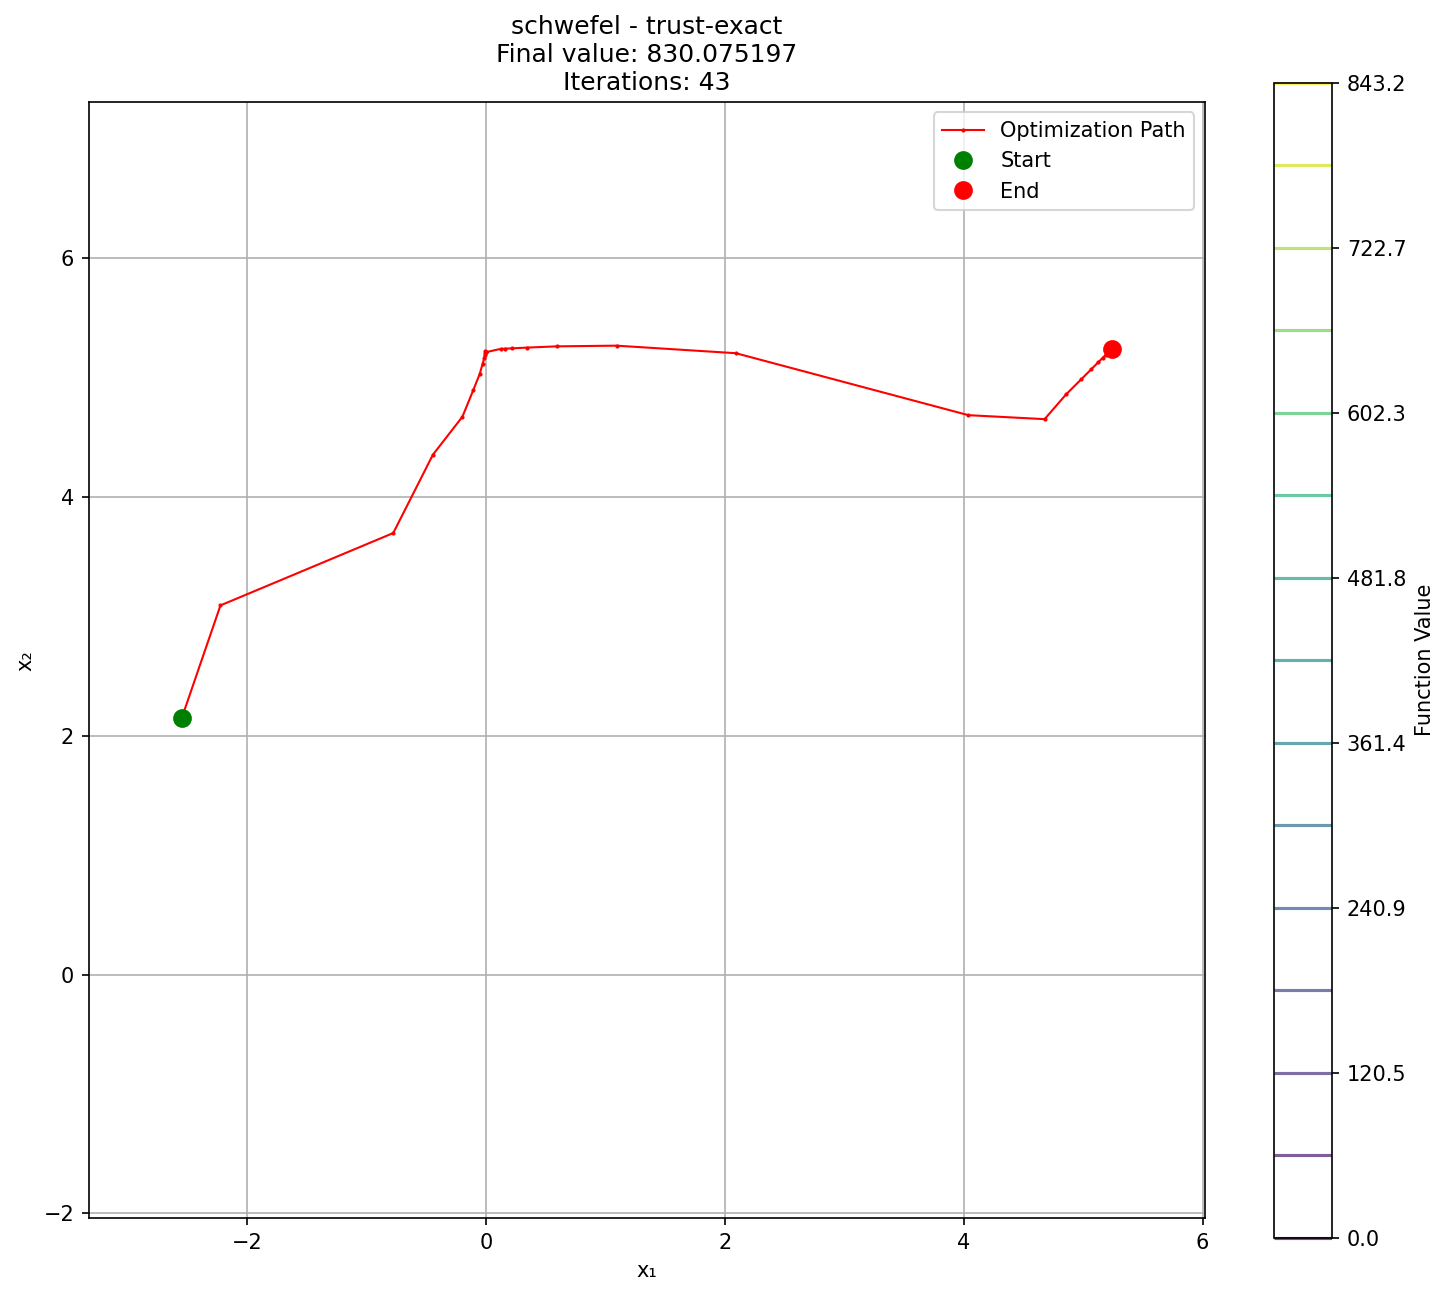 schwefel - trust-exact
Final value: 830.075197
Iterations: 43
Optimization Path
Start
End
6
4
2
0
−2
x₂
−2
0
2
4
6
x₁
843.2
722.7
602.3
481.8
361.4
240.9
120.5
0.0
Function Value